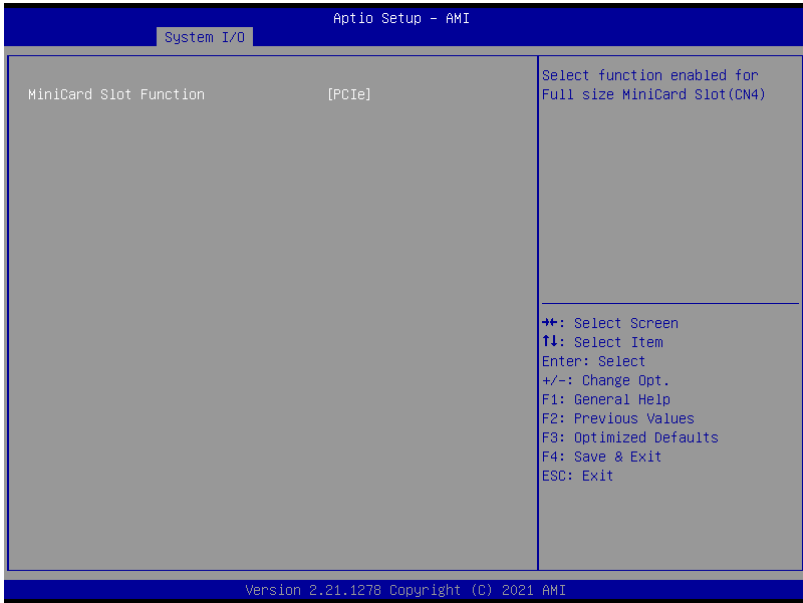 Aptio Setup – AMI
System I/O
MiniCard Slot Function [PCIe]
Select function enabled for
Full size MiniCard Slot(CN4)
→←: Select Screen
↑↓: Select Item
Enter: Select
+/-: Change Opt.
F1: General Help
F2: Previous Values
F3: Optimized Defaults
F4: Save & Exit
ESC: Exit
Version 2.21.1278 Copyright (C) 2021 AMI